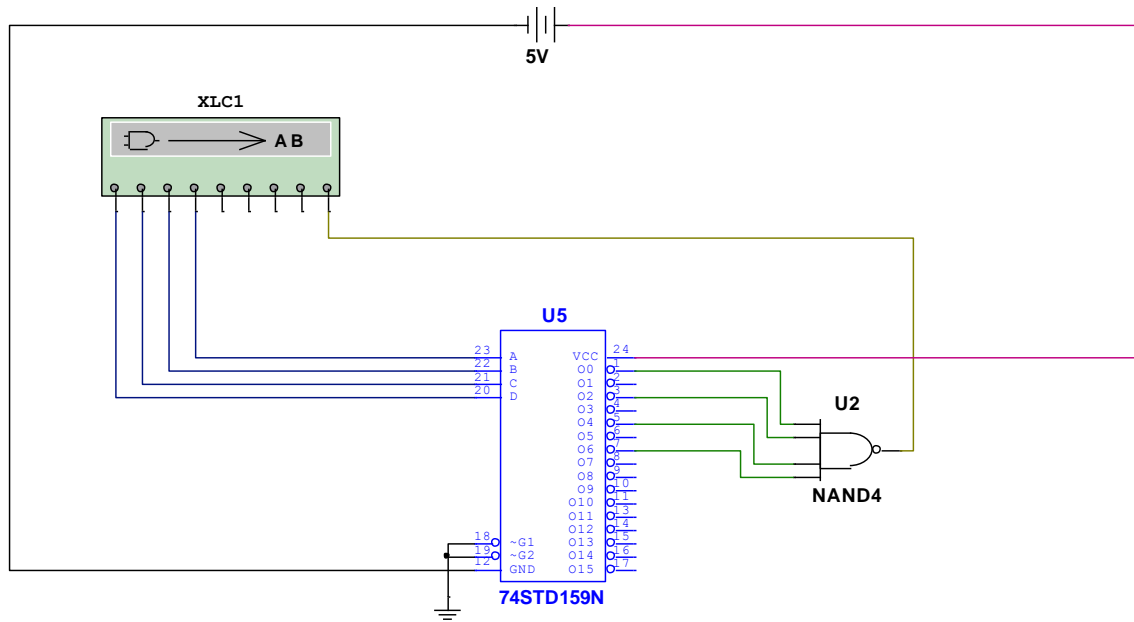 5V
XLC1
A B
U5
23 A VCC 24
22 B O0 1
21 C O1 2
20 D O2 3
O3 4
O4 5
O5 6
O6 7
O7 8
O8 9
O9 10
O10 11
O11 13
O12 14
18 ~G1 O13 15
19 ~G2 O14 16
12 GND O15 17
74STD159N
U2
NAND4